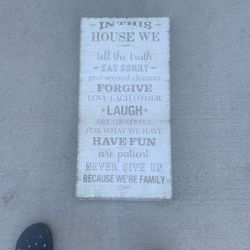 IN THIS
HOUSE WE
tell the truth
SAY SORRY
give second chances
FORGIVE
LOVE EACH OTHER
LAUGH
ARE GRATEFUL
FOR WHAT WE HAVE
HAVE FUN
are patient
NEVER GIVE UP
BECAUSE WE'RE FAMILY